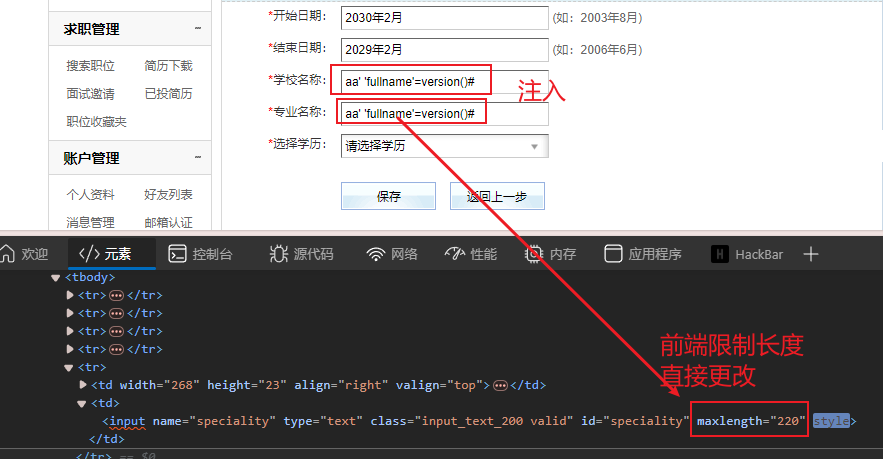 *开始日期： 2030年2月 (如：2003年8月)
求职管理 -
*结束日期： 2029年2月 (如：2006年6月)
搜索职位 简历下载
*学校名称： aa' 'fullname'=version()#
注入
面试邀请 已投简历
*专业名称： aa' 'fullname'=version()#
职位收藏夹
*选择学历： 请选择学历
账户管理 -
个人资料 好友列表
保存 返回上一步
消息管理 邮箱认证
欢迎 </> 元素 控制台 源代码 网络 性能 内存 应用程序 H HackBar +
<tbody>
<tr>•••</tr>
<tr>•••</tr>
<tr>•••</tr>
<tr>•••</tr>
前端限制长度
直接更改
<tr>
<td width="268" height="23" align="right" valign="top">•••</td>
<td>
<input name="speciality" type="text" class="input_text_200 valid" id="speciality" maxlength="220" style>
</td>
</tr> == $0